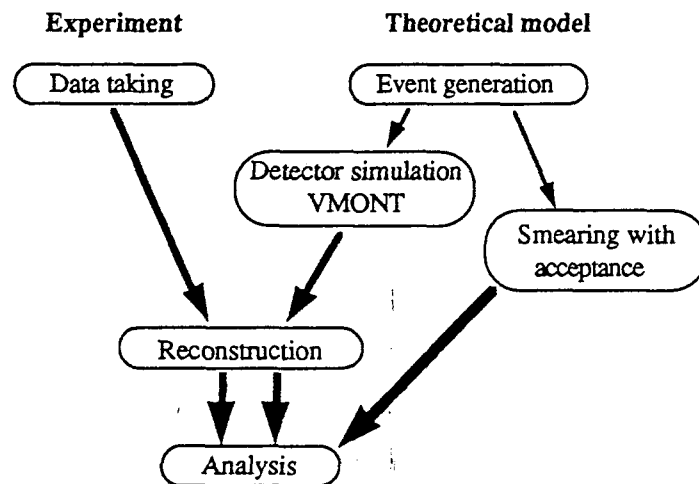 Experiment
Theoretical model
Data taking
Event generation
Detector simulation
VMONT
Smearing with
acceptance
Reconstruction
Analysis